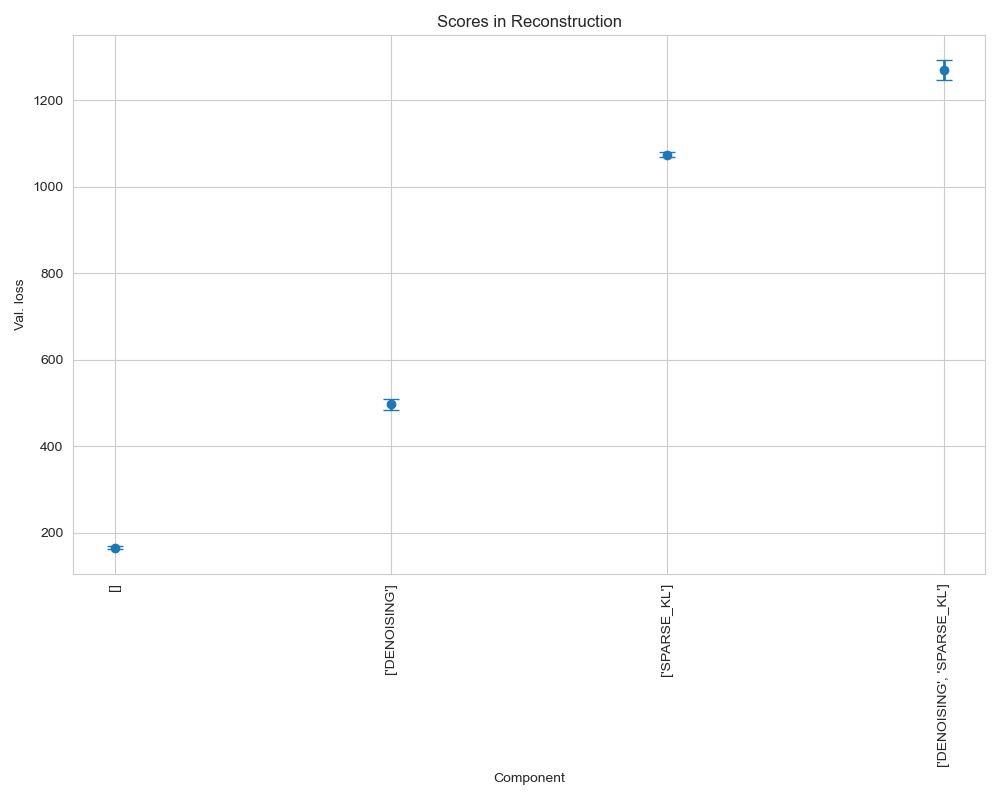 Scores in Reconstruction
Val. loss
1200
1000
800
600
400
200
[]
['DENOISING']
['SPARSE_KL']
['DENOISING', 'SPARSE_KL']
Component